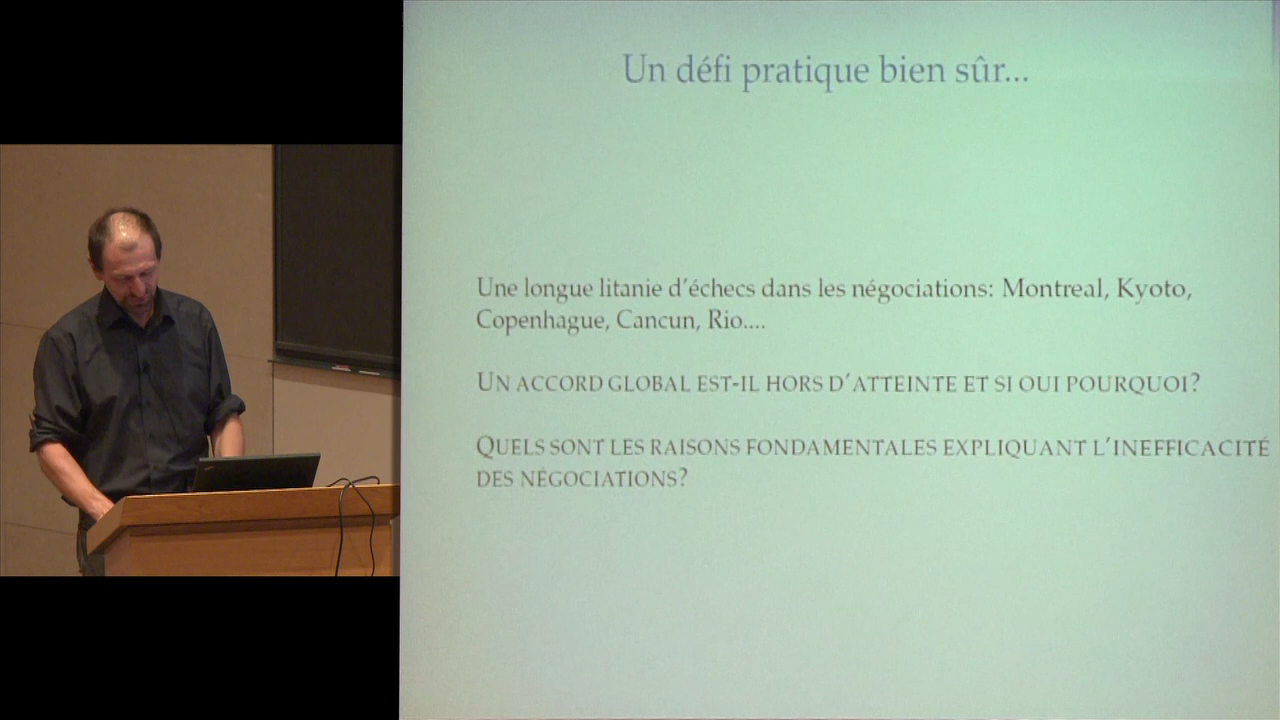 Un défi pratique bien sûr...
Une longue litanie d'échecs dans les négociations: Montreal, Kyoto,
Copenhague, Cancun, Rio....
UN ACCORD GLOBAL EST-IL HORS D'ATTEINTE ET SI OUI POURQUOI?
QUELS SONT LES RAISONS FONDAMENTALES EXPLIQUANT L'INEFFICACITÉ
DES NÉGOCIATIONS?